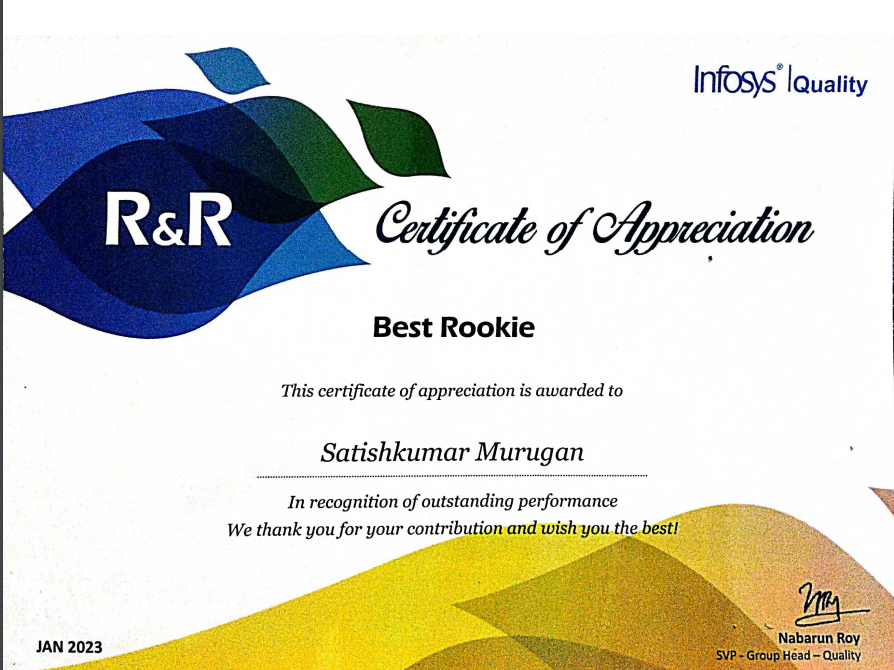 Infosys® | Quality
R&R
Certificate of Appreciation
Best Rookie
This certificate of appreciation is awarded to
Satishkumar Murugan
In recognition of outstanding performance
We thank you for your contribution and wish you the best!
JAN 2023
Nabarun Roy
SVP - Group Head – Quality